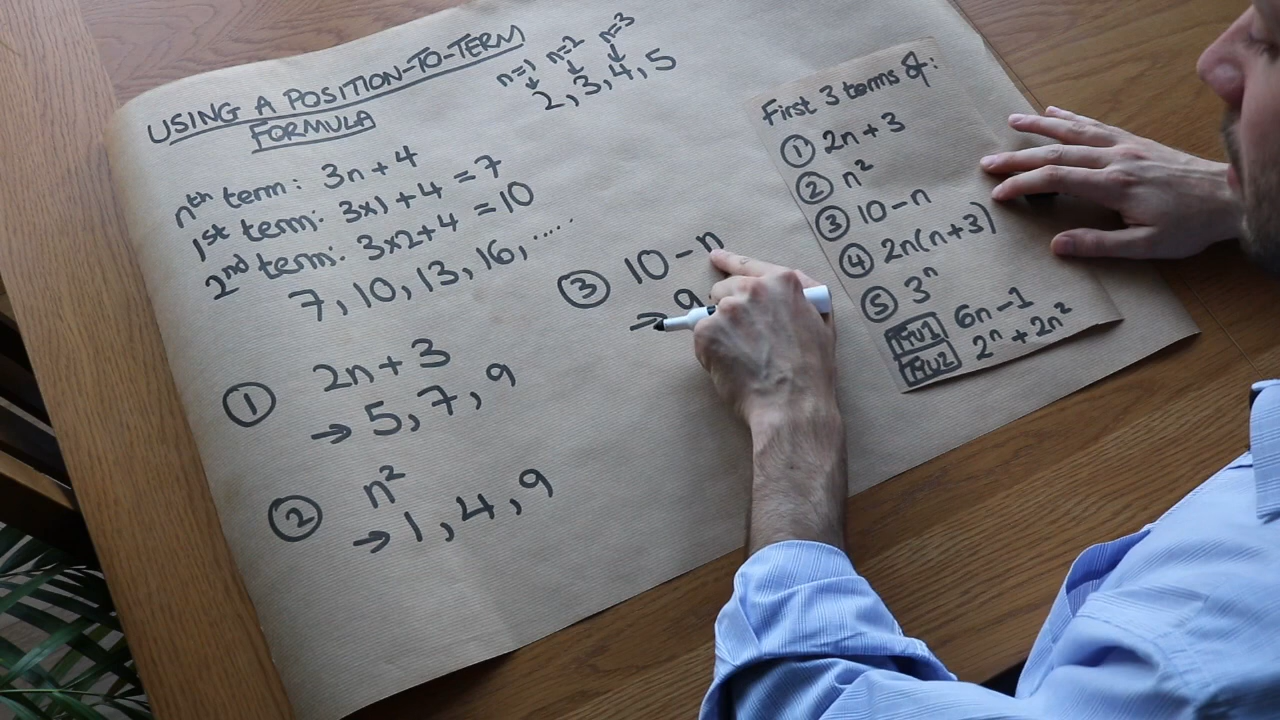 USING A POSITION-TO-TERM
FORMULA
n=1 n=2 n=3
2, 3, 4, 5
nth term: 3n + 4
1st term: 3x1 + 4 = 7
2nd term: 3x2+4 = 10
7, 10, 13, 16, ....
① 2n + 3
→ 5, 7, 9
② n²
→ 1, 4, 9
③ 10 - n
→ 9
First 3 terms of:
① 2n + 3
② n²
③ 10 - n
④ 2n(n+3)
⑤ 3ⁿ
TRY1 6n - 1
TRY2 2ⁿ + 2n²